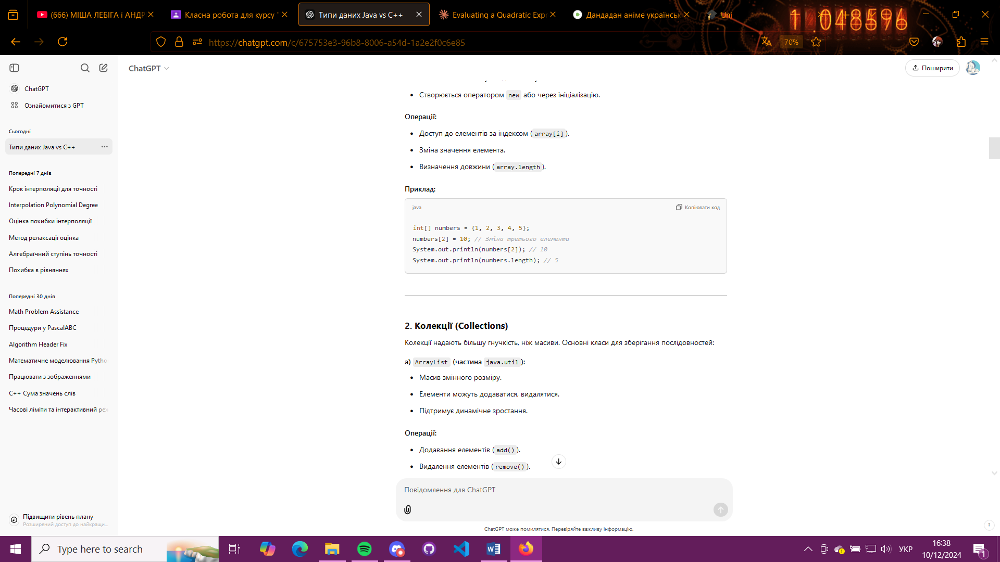 (666) МІША ЛЕБІГА і АНДР
Класна робота для курсу "
Типи даних Java vs C++
Evaluating a Quadratic Expr
Дандадан аніме українськ
Uni
1.048596
https://chatgpt.com/c/675753e3-96b8-8006-a54d-1a2e2f0c6e85
70%
ChatGPT
Поширити
ChatGPT
Ознайомитися з GPT
Сьогодні
Типи даних Java vs C++
Попередні 7 днів
Крок інтерполяції для точності
Interpolation Polynomial Degree
Оцінка похибки інтерполяції
Метод релаксації оцінка
Алгебраїчний ступінь точності
Похибка в рівняннях
Попередні 30 днів
Math Problem Assistance
Процедури у PascalABC
Algorithm Header Fix
Математичне моделювання Pytho
Працювати з зображеннями
C++ Сума значень слів
Часові ліміти та інтерактивний реж
Підвищити рівень плану
Розширений доступ до найкращи...
• Створюється оператором new або через ініціалізацію.
Операції:
• Доступ до елементів за індексом ( array[i] ).
• Зміна значення елемента.
• Визначення довжини ( array.length ).
Приклад:
java
Копіювати код
int[] numbers = {1, 2, 3, 4, 5};
numbers[2] = 10; // Зміна третього елемента
System.out.println(numbers[2]); // 10
System.out.println(numbers.length); // 5
2. Колекції (Collections)
Колекції надають більшу гнучкість, ніж масиви. Основні класи для зберігання послідовностей:
а) ArrayList (частина java.util ):
• Масив змінного розміру.
• Елементи можуть додаватися, видалятися.
• Підтримує динамічне зростання.
Операції:
• Додавання елементів ( add() ).
• Видалення елементів ( remove() ).
Повідомлення для ChatGPT
ChatGPT може помилятися. Перевіряйте важливу інформацію.
?
Type here to search
УКР
16:38
10/12/2024
1